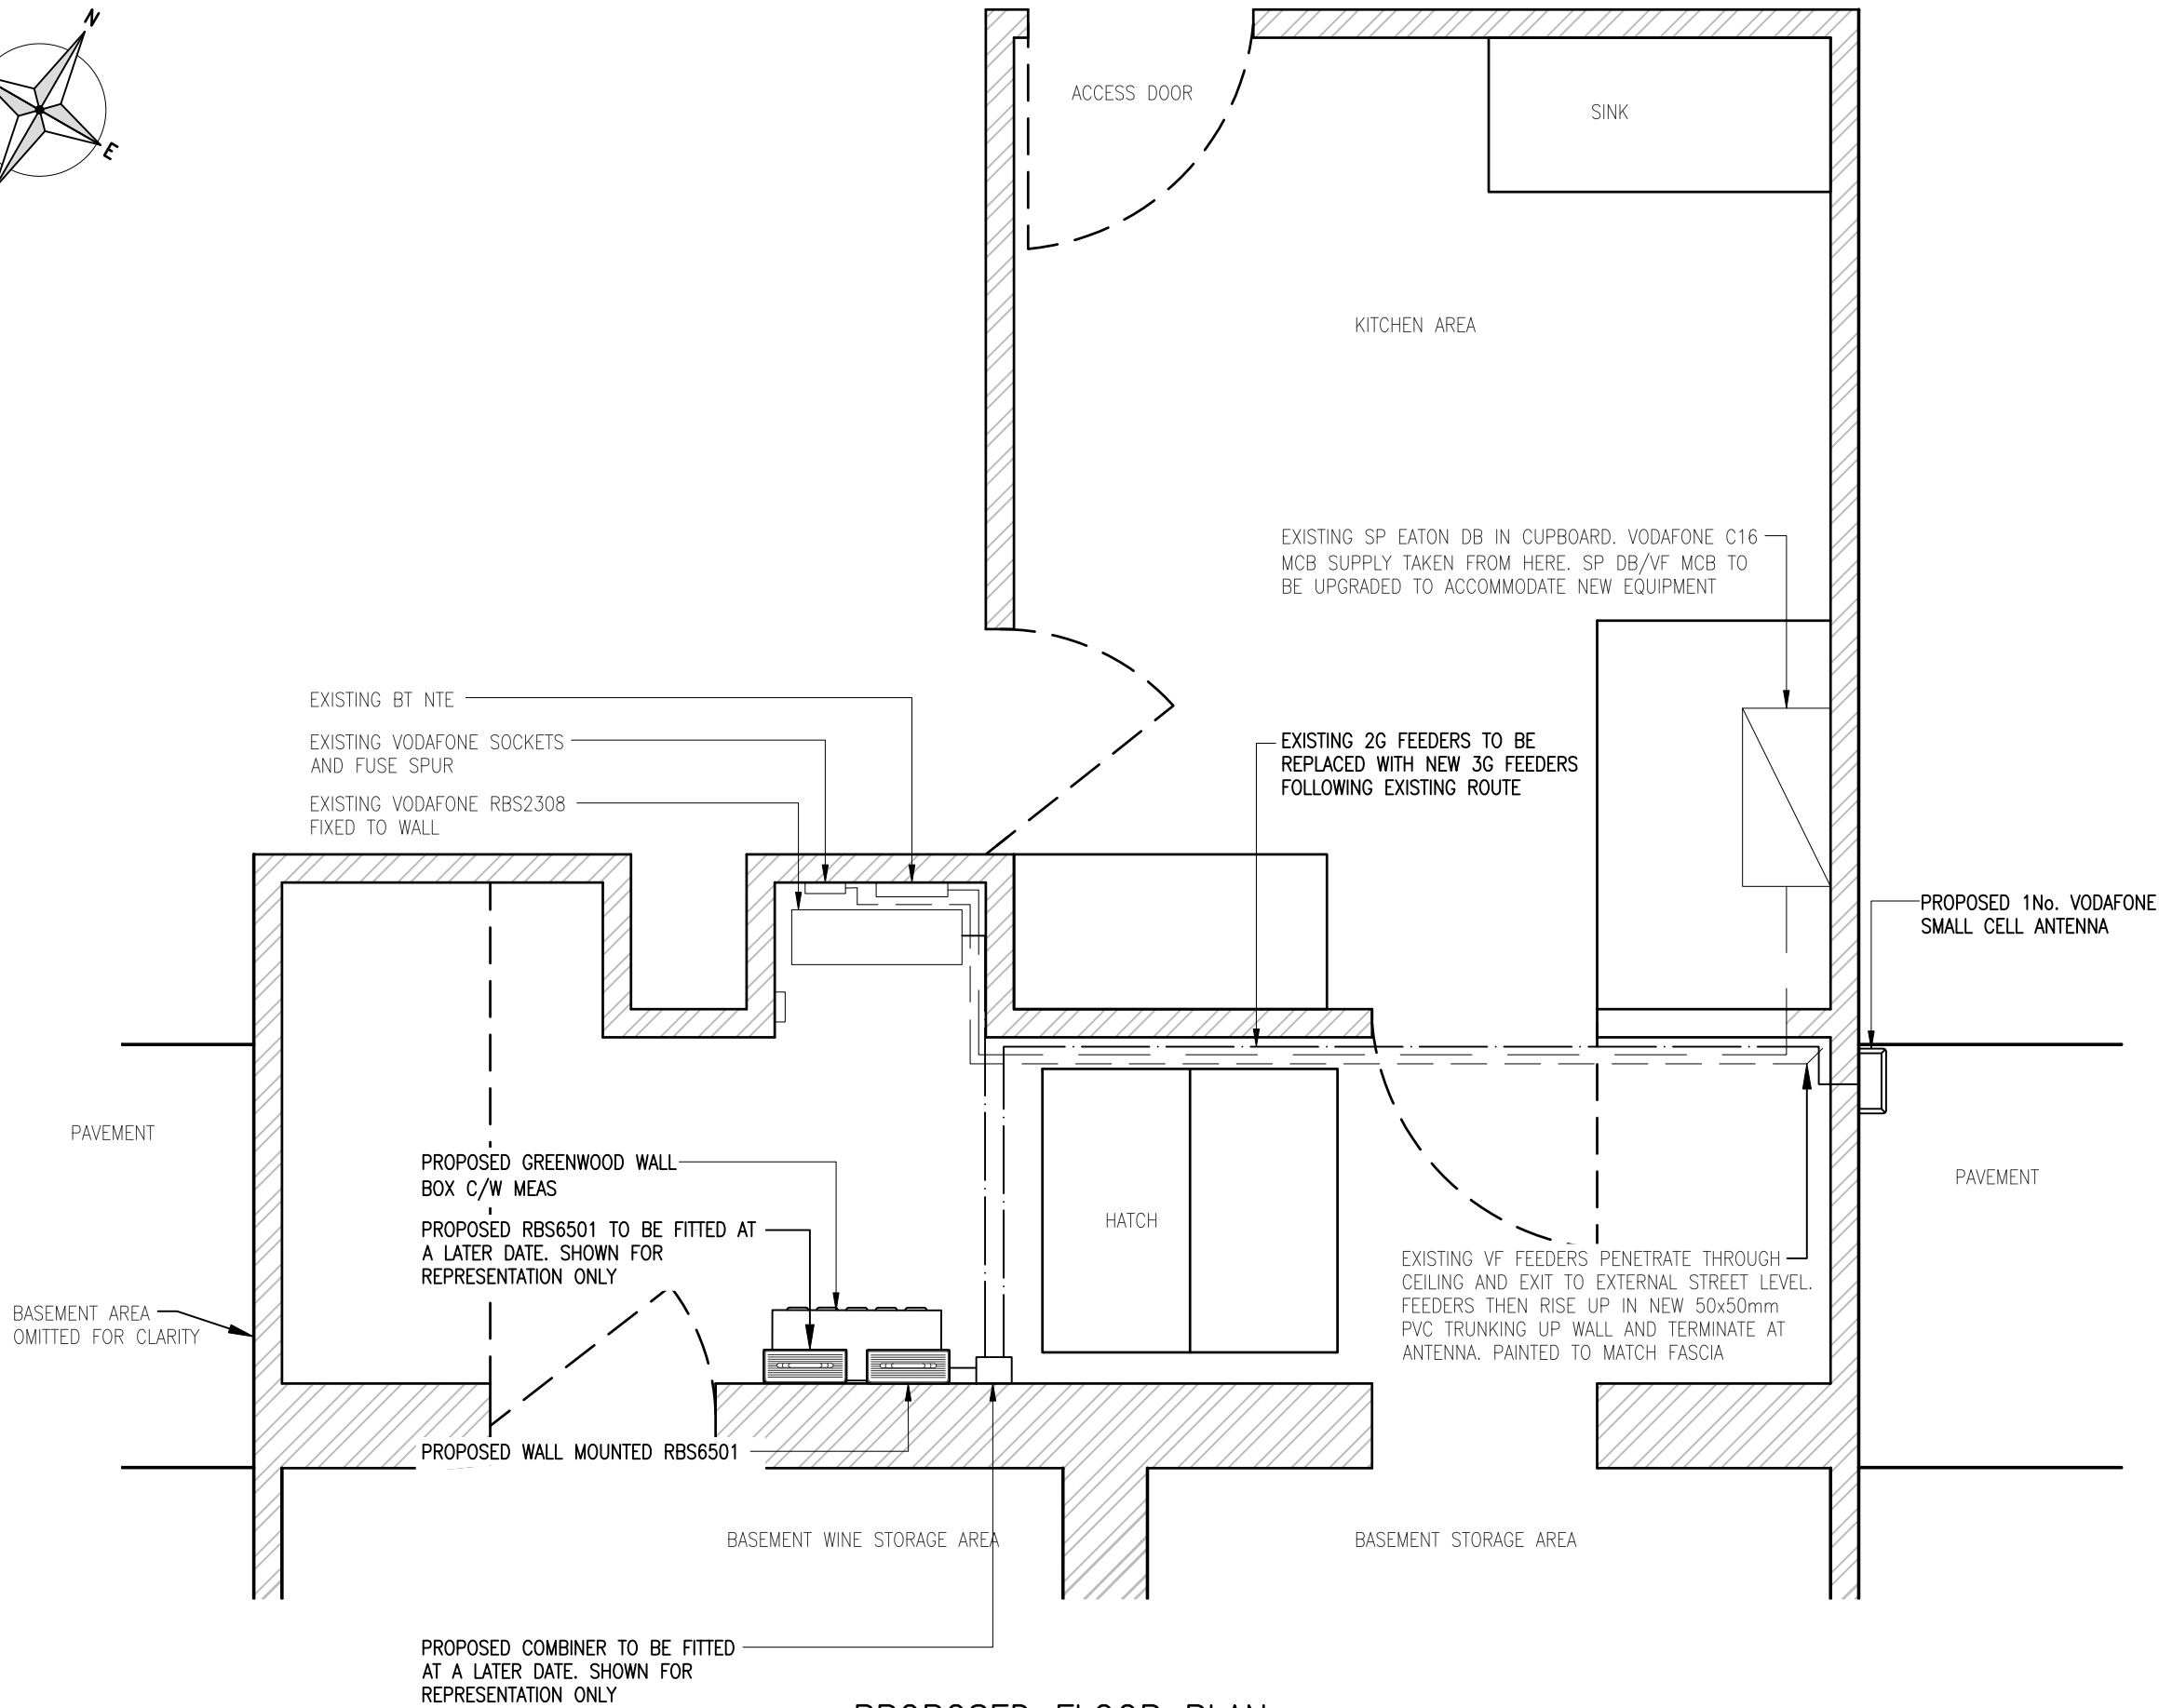 N
E
ACCESS DOOR
SINK
KITCHEN AREA
EXISTING SP EATON DB IN CUPBOARD. VODAFONE C16
MCB SUPPLY TAKEN FROM HERE. SP DB/VF MCB TO
BE UPGRADED TO ACCOMMODATE NEW EQUIPMENT
EXISTING BT NTE
EXISTING VODAFONE SOCKETS
AND FUSE SPUR
EXISTING VODAFONE RBS2308
FIXED TO WALL
EXISTING 2G FEEDERS TO BE
REPLACED WITH NEW 3G FEEDERS
FOLLOWING EXISTING ROUTE
PROPOSED 1No. VODAFONE
SMALL CELL ANTENNA
PAVEMENT
PROPOSED GREENWOOD WALL
BOX C/W MEAS
PROPOSED RBS6501 TO BE FITTED AT
A LATER DATE. SHOWN FOR
REPRESENTATION ONLY
HATCH
PAVEMENT
EXISTING VF FEEDERS PENETRATE THROUGH
CEILING AND EXIT TO EXTERNAL STREET LEVEL.
FEEDERS THEN RISE UP IN NEW 50x50mm
PVC TRUNKING UP WALL AND TERMINATE AT
ANTENNA. PAINTED TO MATCH FASCIA
BASEMENT AREA
OMITTED FOR CLARITY
PROPOSED WALL MOUNTED RBS6501
BASEMENT WINE STORAGE AREA
BASEMENT STORAGE AREA
PROPOSED COMBINER TO BE FITTED
AT A LATER DATE. SHOWN FOR
REPRESENTATION ONLY
PROPOSED FLOOR PLAN